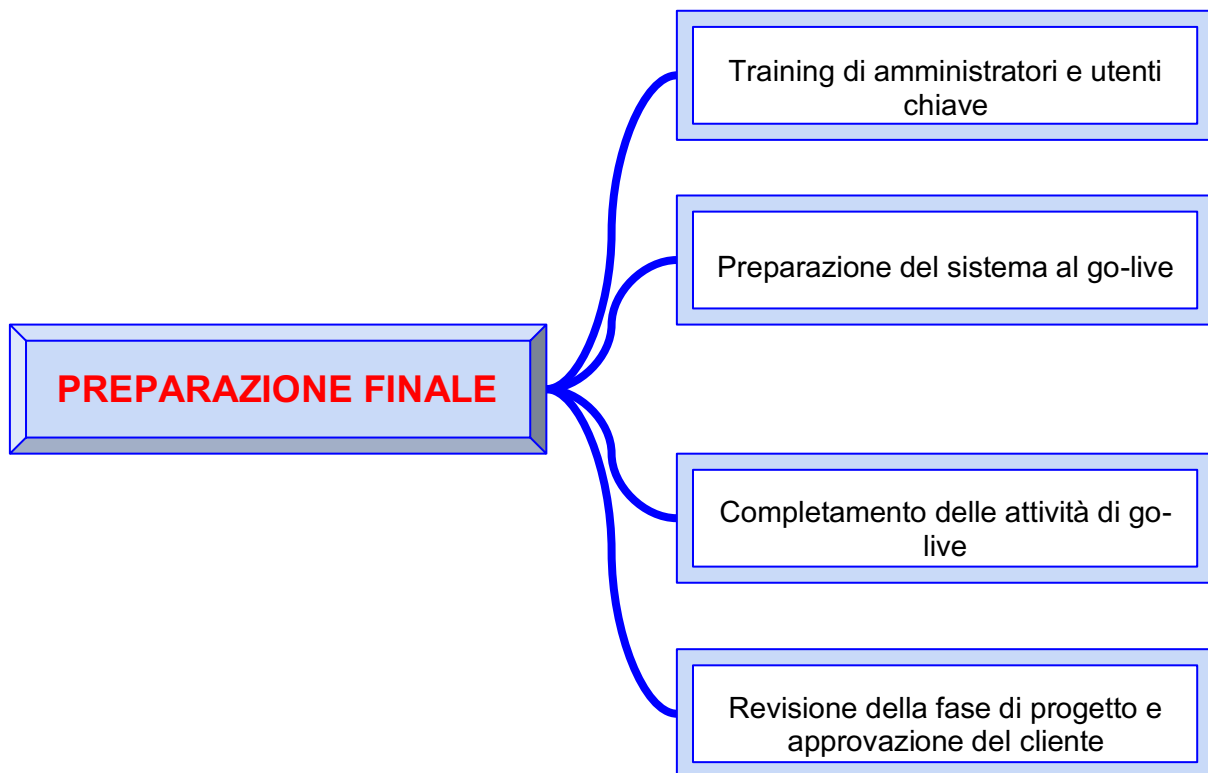 Training di amministratori e utenti
chiave
Preparazione del sistema al go-live
PREPARAZIONE FINALE
Completamento delle attività di go-
live
Revisione della fase di progetto e
approvazione del cliente